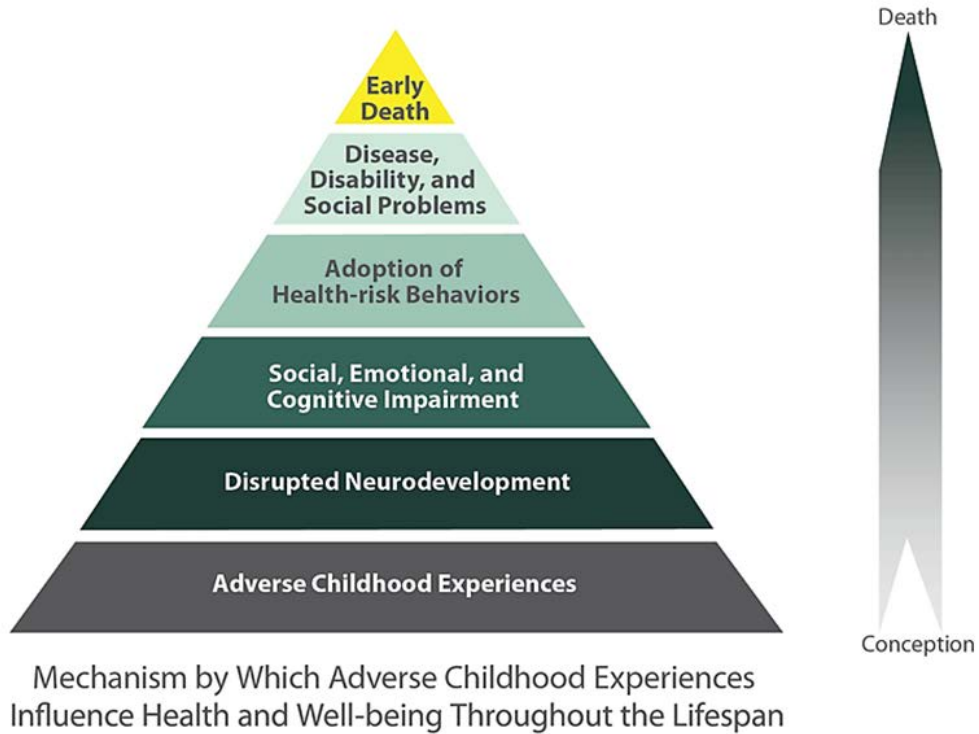 Death
Early
Death
Disease,
Disability, and
Social Problems
Adoption of
Health-risk Behaviors
Social, Emotional, and
Cognitive Impairment
Disrupted Neurodevelopment
Adverse Childhood Experiences
Conception
Mechanism by Which Adverse Childhood Experiences
Influence Health and Well-being Throughout the Lifespan